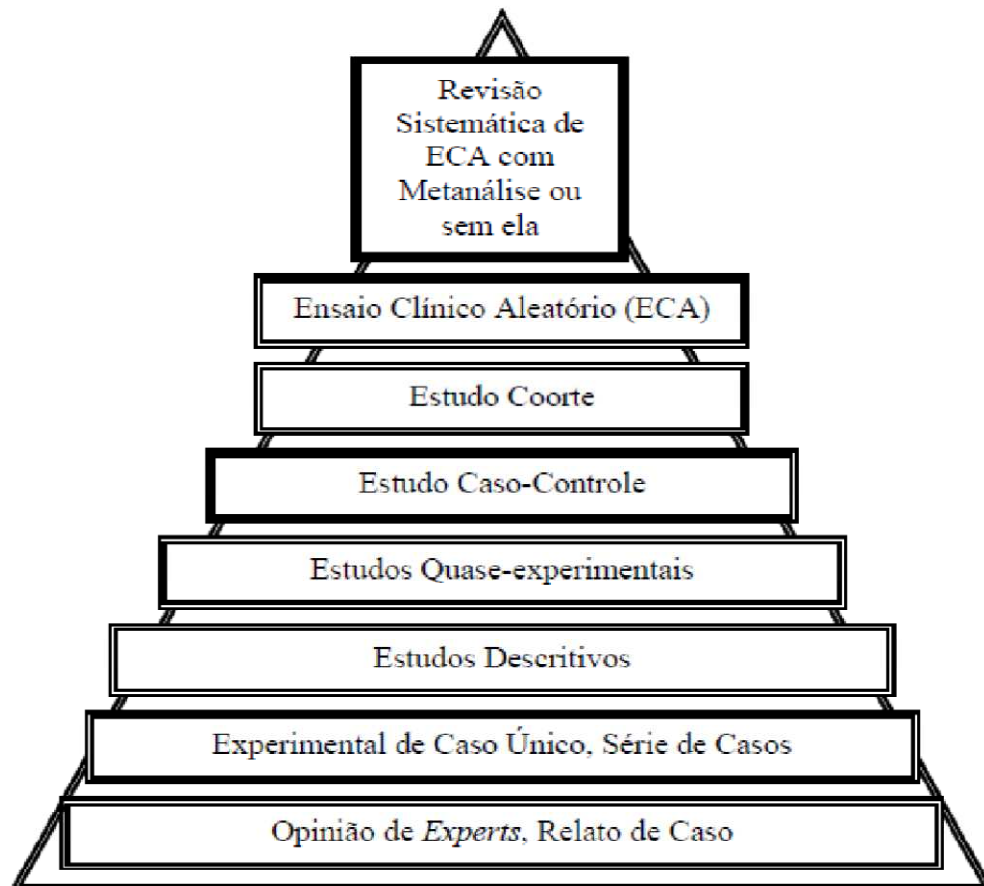 Revisão
Sistemática de
ECA com
Metanálise ou
sem ela
Ensaio Clínico Aleatório (ECA)
Estudo Coorte
Estudo Caso-Controle
Estudos Quase-experimentais
Estudos Descritivos
Experimental de Caso Único, Série de Casos
Opinião de Experts, Relato de Caso